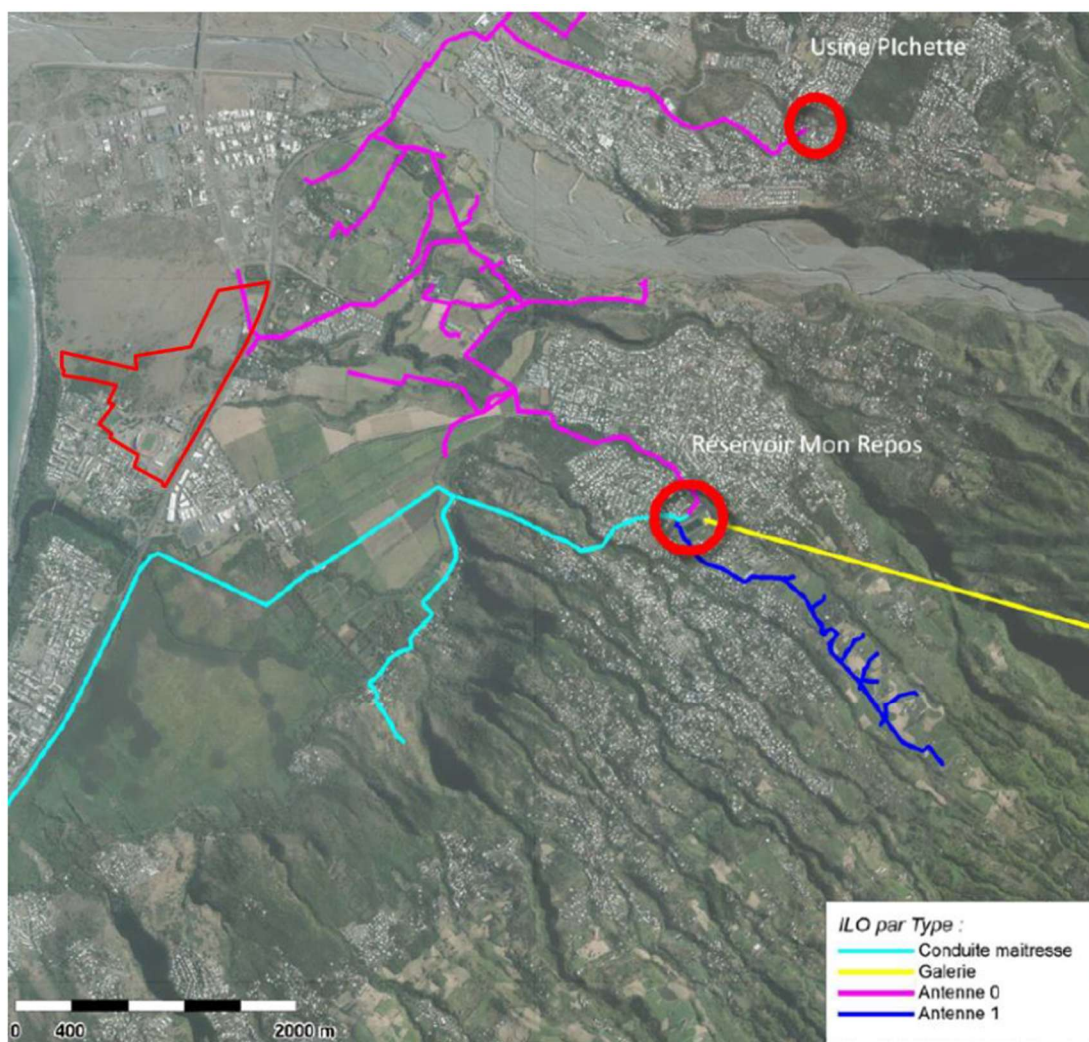 Usine PIchette
Réservoir Mon Repos
ILO par Type :
Conduite maitresse
Galerie
Antenne 0
Antenne 1
0 400 2000 m